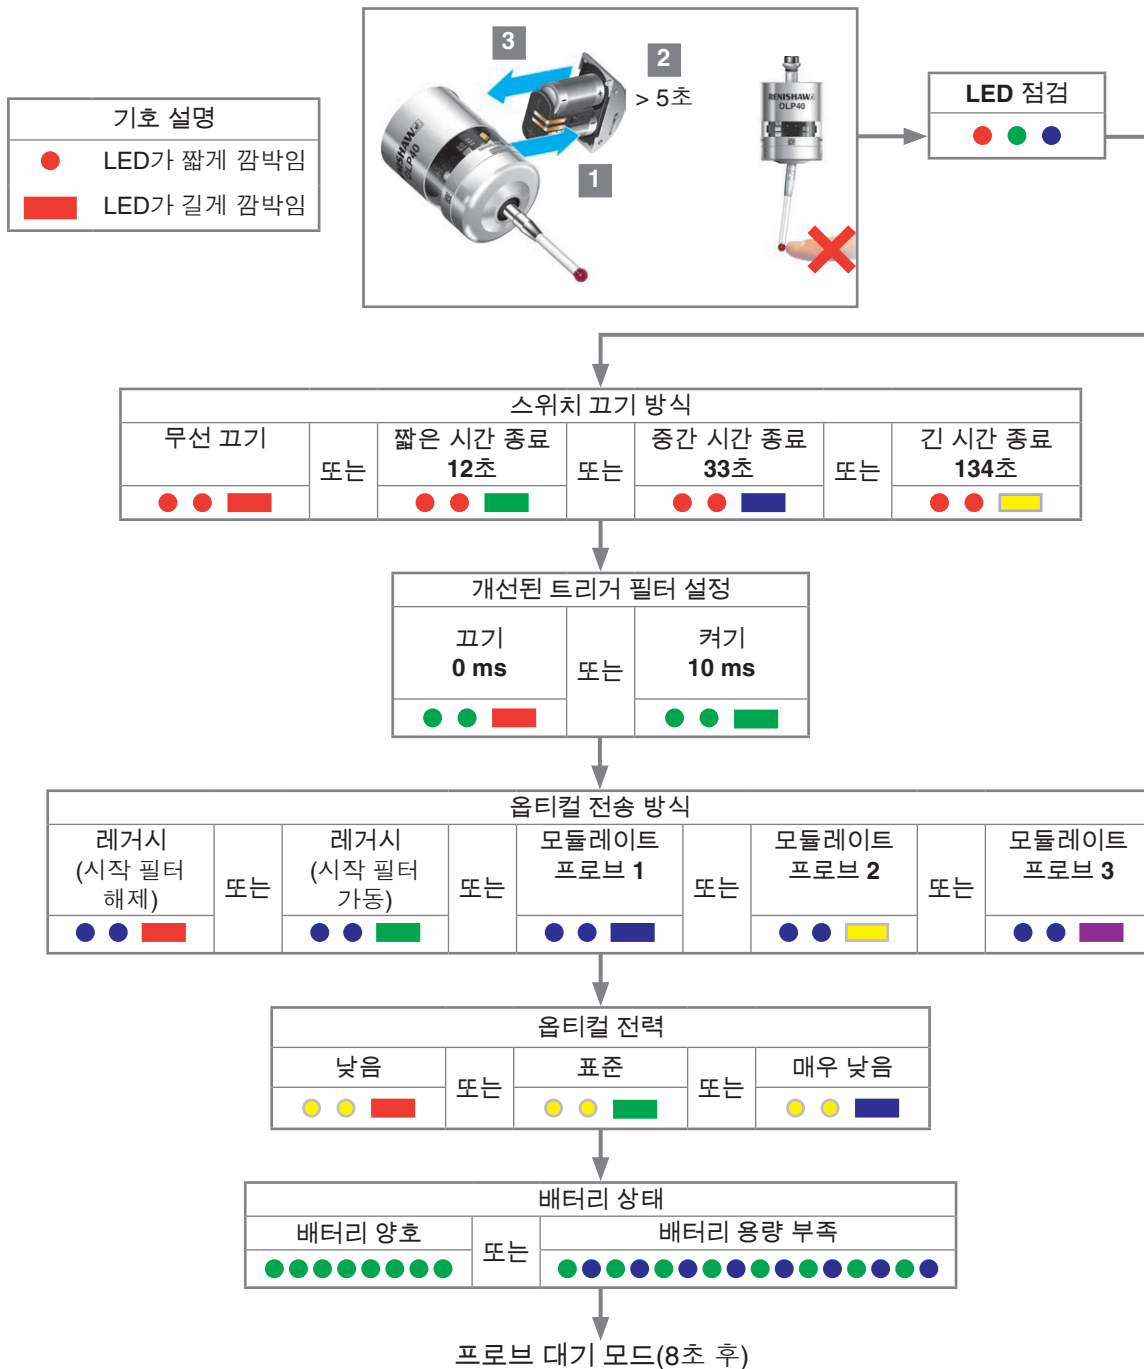 3
2
> 5초
1
RENISHAW
OLP40
RENISHAW
OLP40
LED 점검
기호 설명
LED가 짧게 깜박임
LED가 길게 깜박임
스위치 끄기 방식
무선 끄기
또는
짧은 시간 종료
12초
또는
중간 시간 종료
33초
또는
긴 시간 종료
134초
개선된 트리거 필터 설정
끄기
0 ms
또는
켜기
10 ms
옵티컬 전송 방식
레거시
(시작 필터
해제)
또는
레거시
(시작 필터
가동)
또는
모듈레이트
프로브 1
또는
모듈레이트
프로브 2
또는
모듈레이트
프로브 3
옵티컬 전력
낮음
또는
표준
또는
매우 낮음
배터리 상태
배터리 양호
또는
배터리 용량 부족
프로브 대기 모드(8초 후)